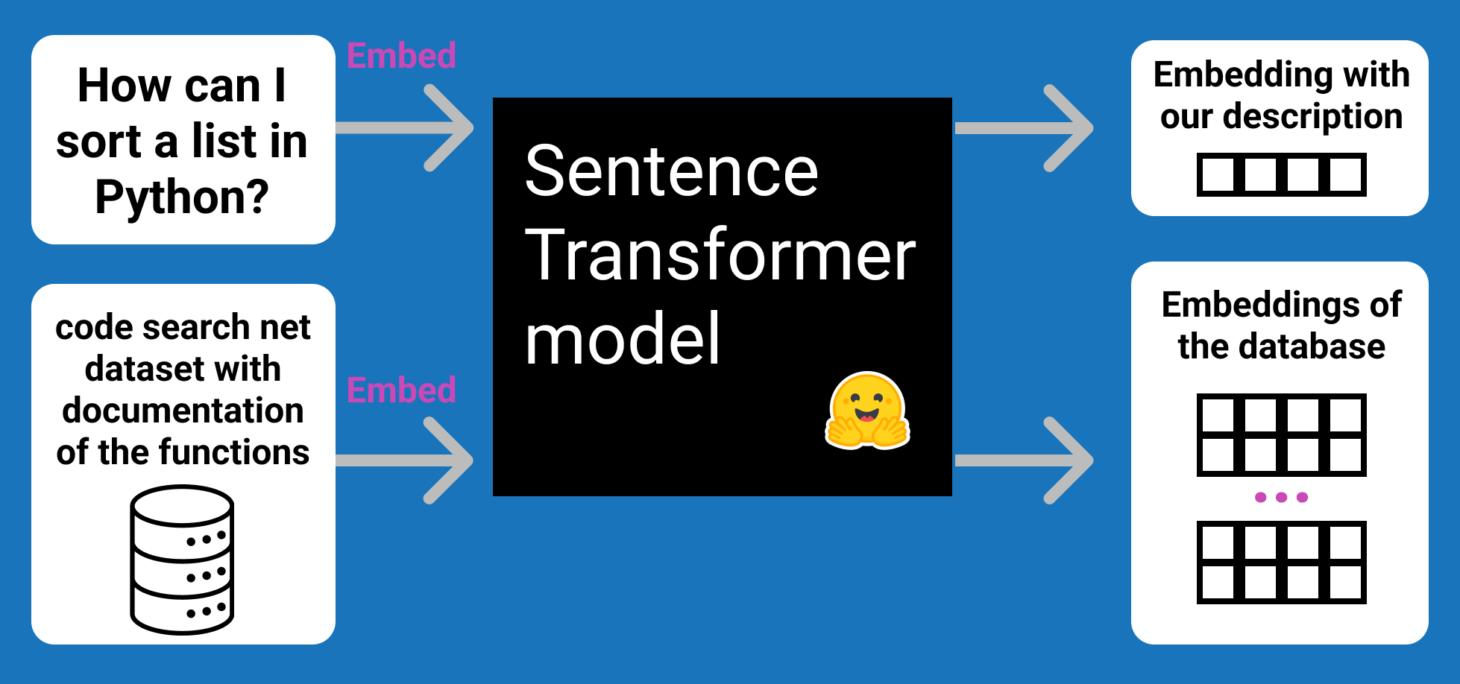 How can I
sort a list in
Python?
Embed
Sentence
Transformer
model
Embedding with
our description
code search net
dataset with
documentation
of the functions
Embed
Embeddings of
the database